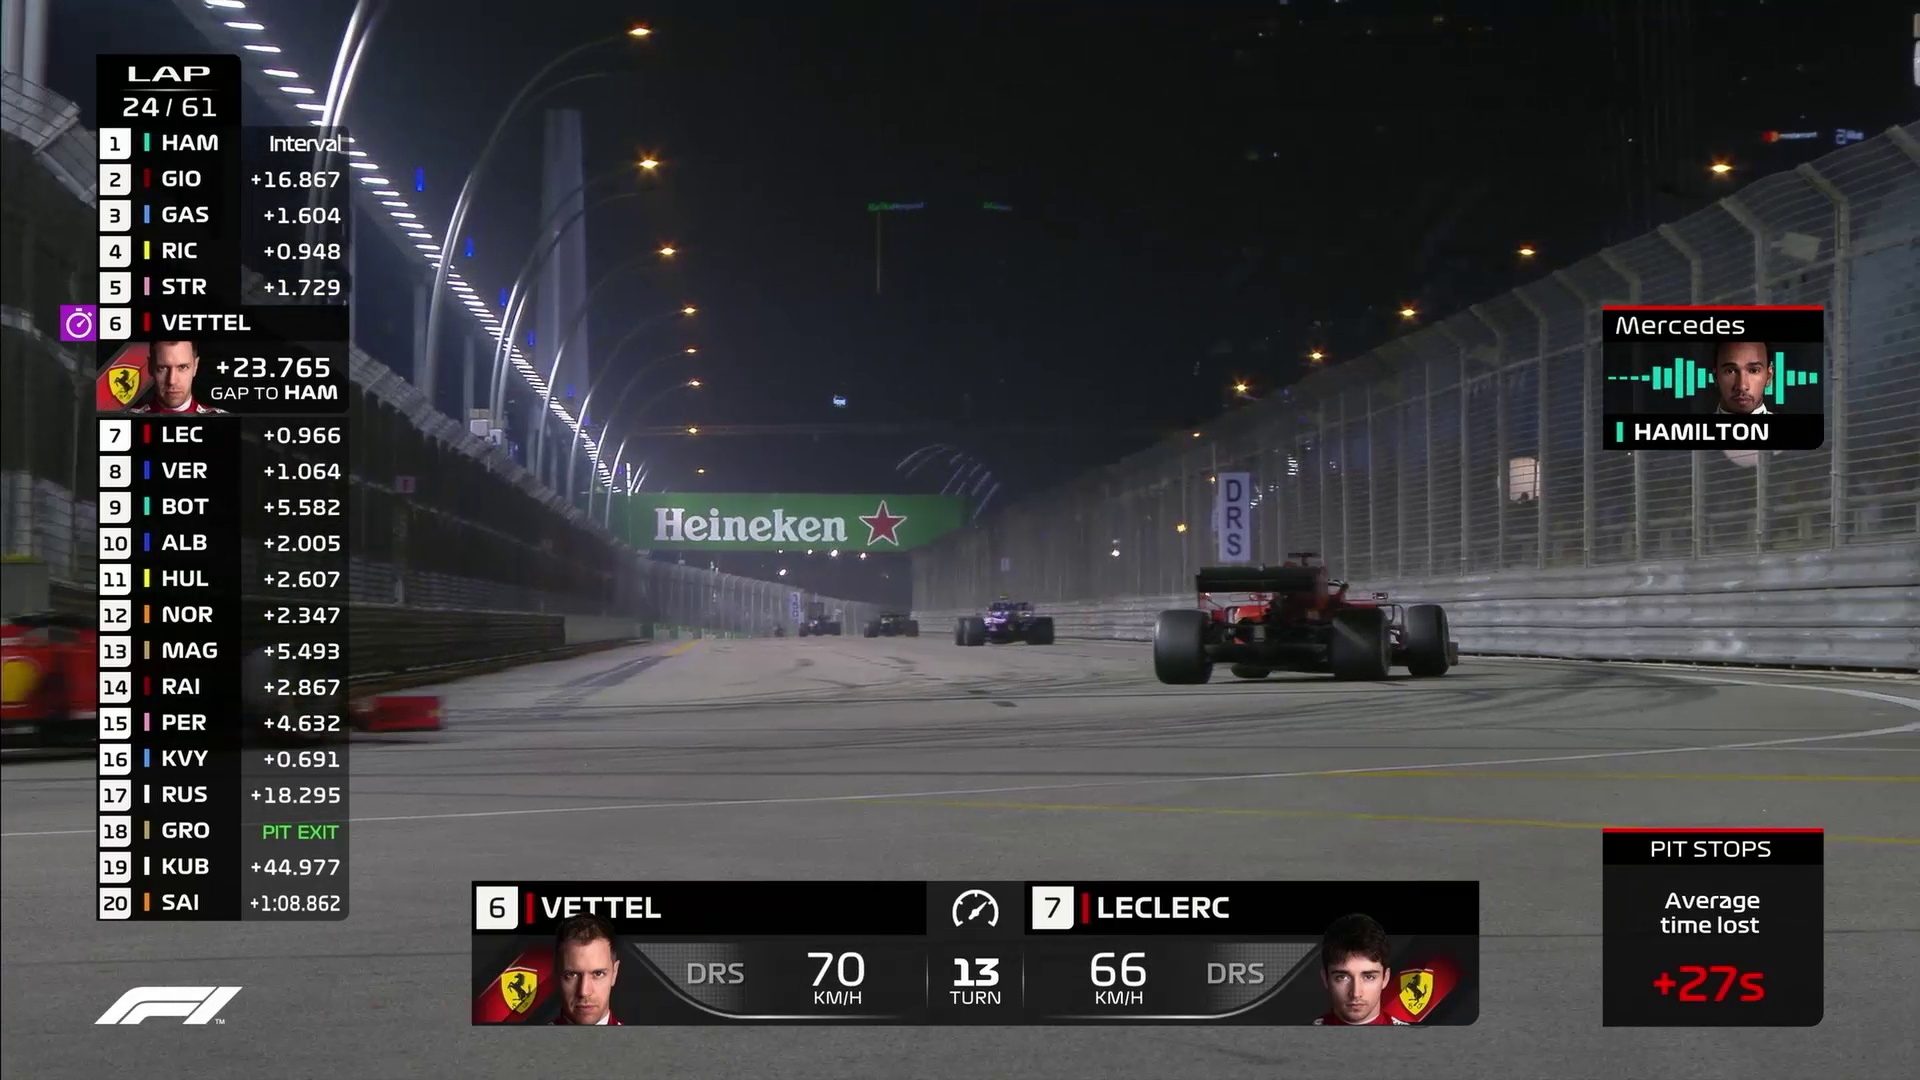 LAP
24 / 61
1 HAM Interval
2 GIO +16.867
3 GAS +1.604
4 RIC +0.948
5 STR +1.729
6 VETTEL
+23.765
GAP TO HAM
7 LEC +0.966
8 VER +1.064
9 BOT +5.582
10 ALB +2.005
11 HUL +2.607
12 NOR +2.347
13 MAG +5.493
14 RAI +2.867
15 PER +4.632
16 KVY +0.691
17 RUS +18.295
18 GRO PIT EXIT
19 KUB +44.977
20 SAI +1:08.862
Heineken
DRS
Mercedes
HAMILTON
PIT STOPS
Average
time lost
+27s
6 VETTEL 7 LECLERC
DRS 70 13 66 DRS
KM/H TURN KM/H
F1